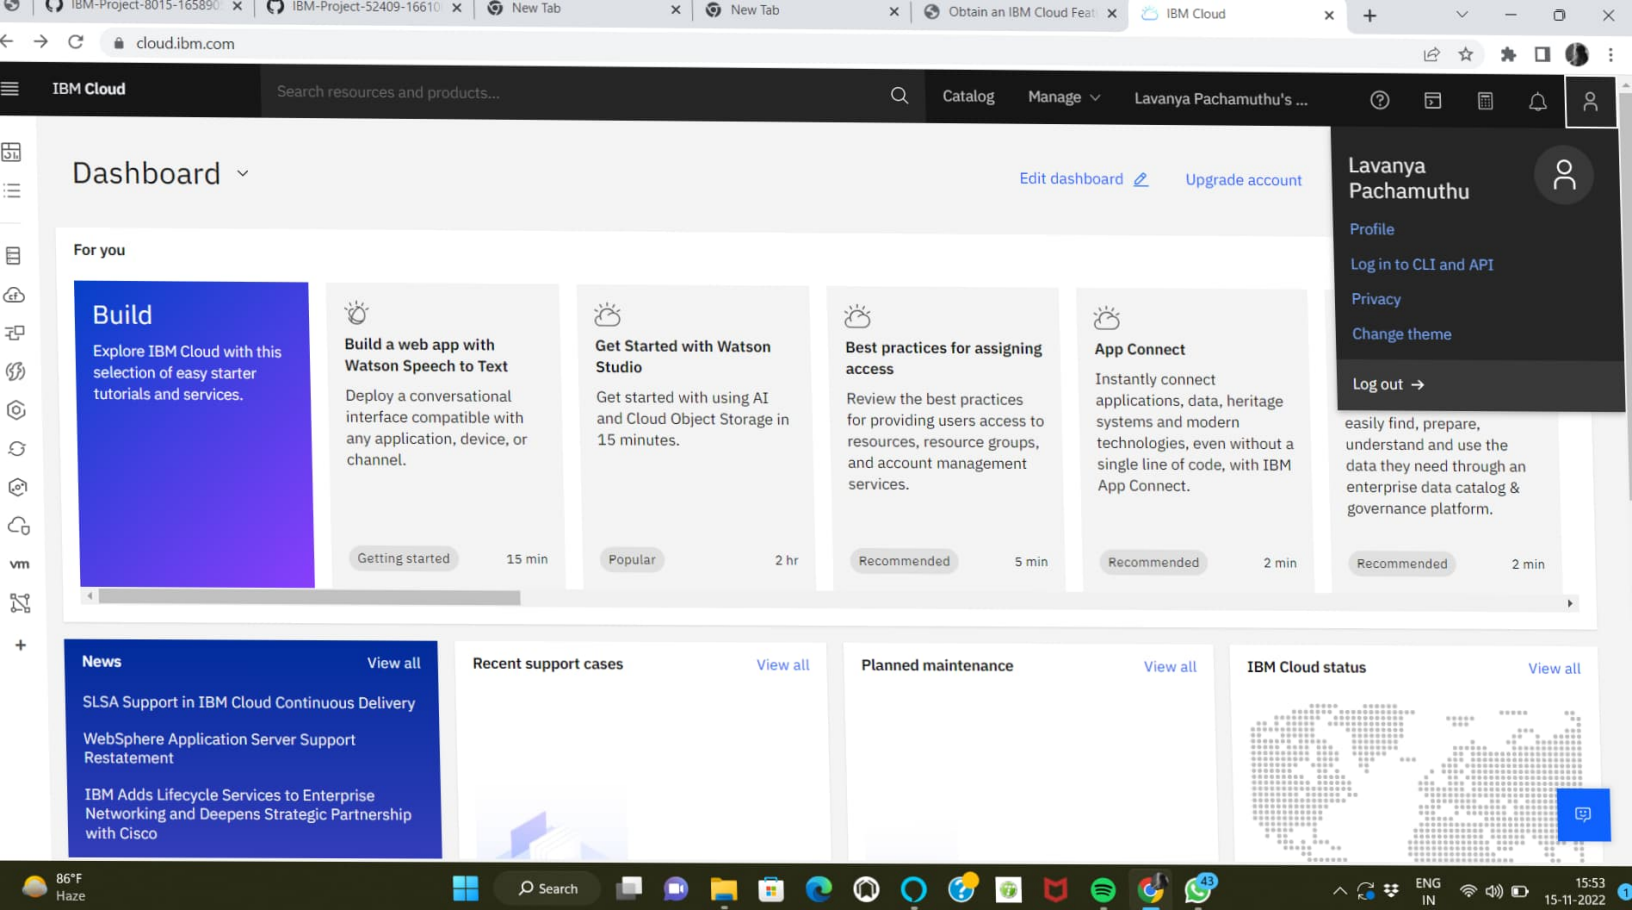 IBM-Project-8015-165890
IBM-Project-52409-16610
New Tab
New Tab
Obtain an IBM Cloud Feat
IBM Cloud
cloud.ibm.com
IBM Cloud
Search resources and products...
Catalog
Manage
Lavanya Pachamuthu's ...
Dashboard
Edit dashboard
Upgrade account
Lavanya
Pachamuthu
Profile
Log in to CLI and API
Privacy
Change theme
Log out →
For you
Build
Explore IBM Cloud with this
selection of easy starter
tutorials and services.
Build a web app with
Watson Speech to Text
Deploy a conversational
interface compatible with
any application, device, or
channel.
Getting started
15 min
Get Started with Watson
Studio
Get started with using AI
and Cloud Object Storage in
15 minutes.
Popular
2 hr
Best practices for assigning
access
Review the best practices
for providing users access to
resources, resource groups,
and account management
services.
Recommended
5 min
App Connect
Instantly connect
applications, data, heritage
systems and modern
technologies, even without a
single line of code, with IBM
App Connect.
Recommended
2 min
easily find, prepare,
understand and use the
data they need through an
enterprise data catalog &
governance platform.
Recommended
2 min
vm
News
View all
SLSA Support in IBM Cloud Continuous Delivery
WebSphere Application Server Support
Restatement
IBM Adds Lifecycle Services to Enterprise
Networking and Deepens Strategic Partnership
with Cisco
Recent support cases
View all
Planned maintenance
View all
IBM Cloud status
View all
86°F
Haze
Search
43
ENG
IN
15:53
15-11-2022
1